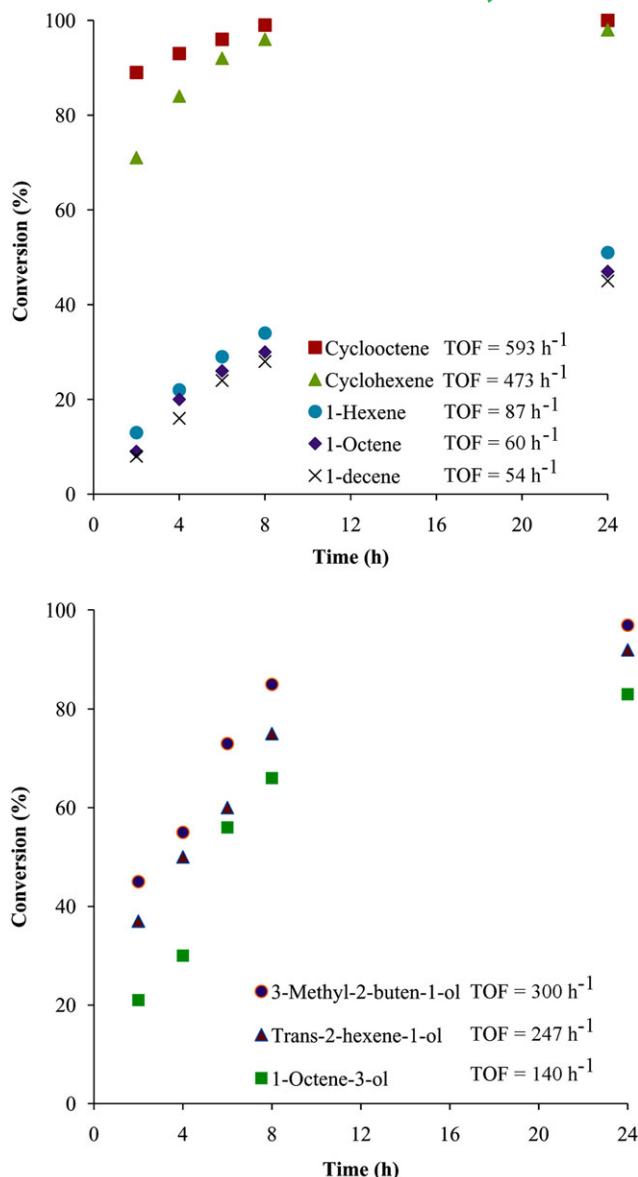 100
80
60
40
20
0
Conversion (%)
Cyclooctene TOF = 593 h⁻¹
Cyclohexene TOF = 473 h⁻¹
1-Hexene TOF = 87 h⁻¹
1-Octene TOF = 60 h⁻¹
1-decene TOF = 54 h⁻¹
0 4 8 12 16 20 24
Time (h)
100
80
60
40
20
0
Conversion (%)
3-Methyl-2-buten-1-ol TOF = 300 h⁻¹
Trans-2-hexene-1-ol TOF = 247 h⁻¹
1-Octene-3-ol TOF = 140 h⁻¹
0 4 8 12 16 20 24
Time (h)